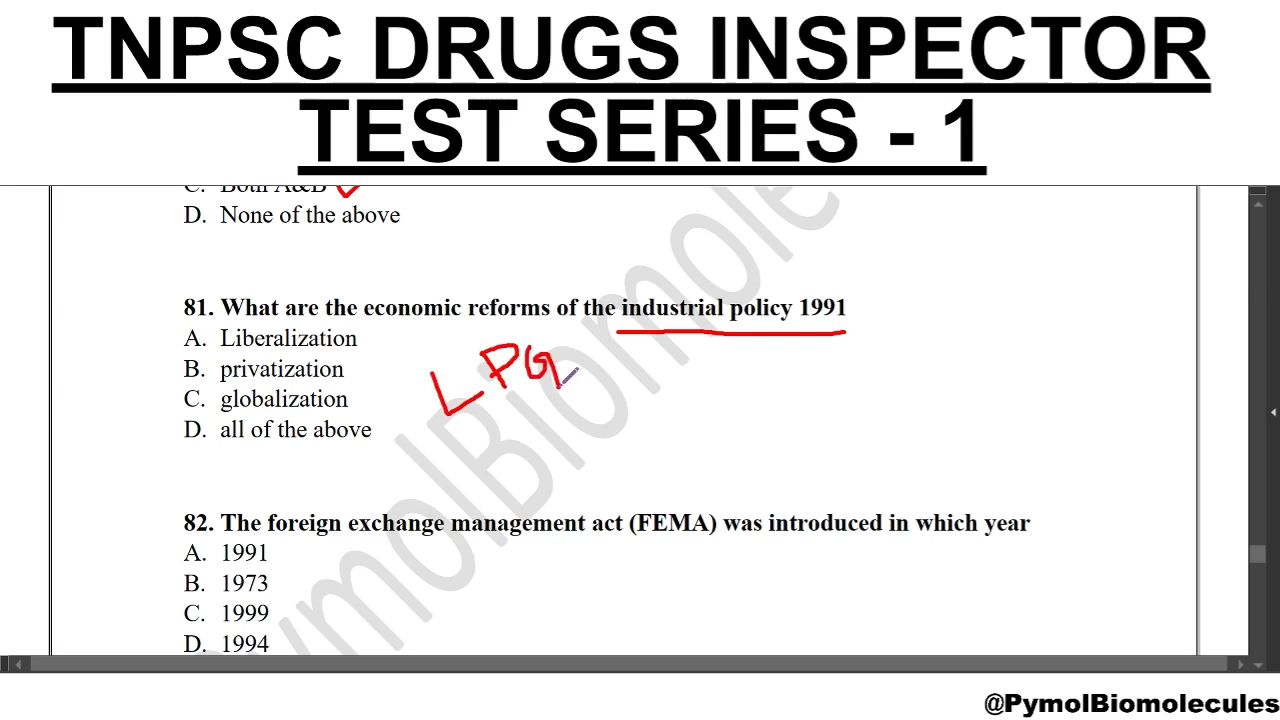 TNPSC DRUGS INSPECTOR
TEST SERIES - 1
C. Both A&B
D. None of the above
81. What are the economic reforms of the industrial policy 1991
A. Liberalization
B. privatization
C. globalization
D. all of the above
LPG
82. The foreign exchange management act (FEMA) was introduced in which year
A. 1991
B. 1973
C. 1999
D. 1994
@PymolBiomolecules